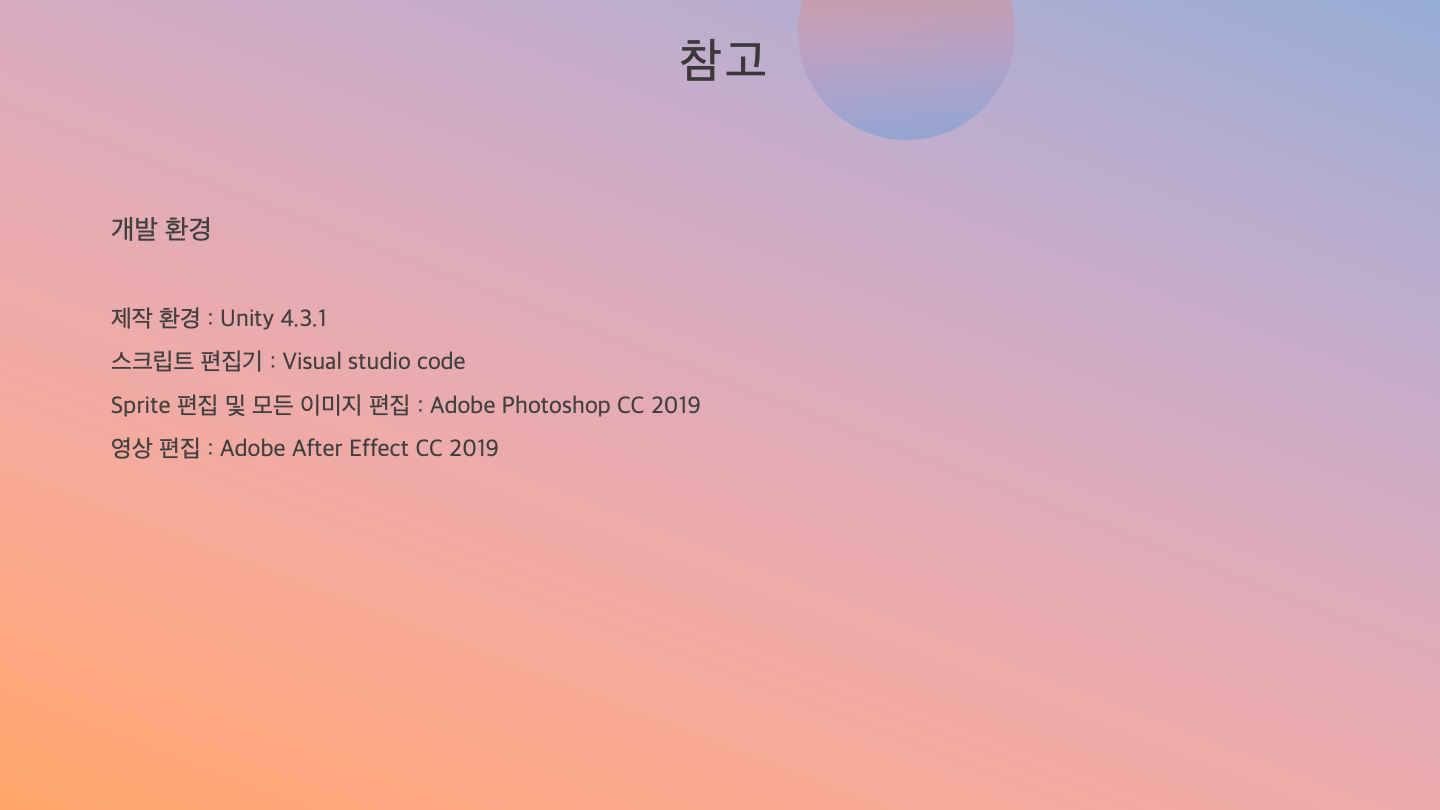 참고
개발 환경
제작 환경 : Unity 4.3.1
스크립트 편집기 : Visual studio code
Sprite 편집 및 모든 이미지 편집 : Adobe Photoshop CC 2019
영상 편집 : Adobe After Effect CC 2019